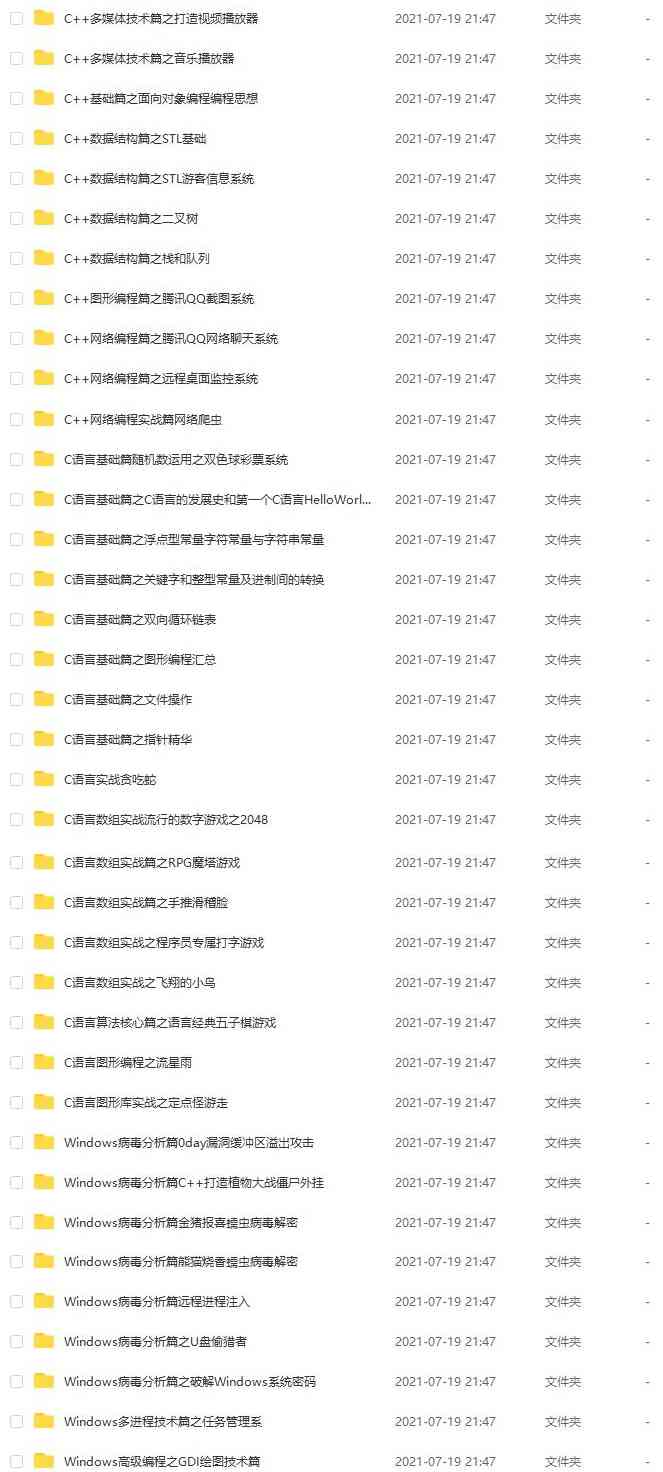 C++多媒体技术篇之打造视频播放器 2021-07-19 21:47 文件夹 -
C++多媒体技术篇之音乐播放器 2021-07-19 21:47 文件夹 -
C++基础篇之面向对象编程编程思想 2021-07-19 21:47 文件夹 -
C++数据结构篇之STL基础 2021-07-19 21:47 文件夹 -
C++数据结构篇之STL游客信息系统 2021-07-19 21:47 文件夹 -
C++数据结构篇之二叉树 2021-07-19 21:47 文件夹 -
C++数据结构篇之栈和队列 2021-07-19 21:47 文件夹 -
C++图形编程篇之腾讯QQ截图系统 2021-07-19 21:47 文件夹 -
C++网络编程篇之腾讯QQ网络聊天系统 2021-07-19 21:47 文件夹 -
C++网络编程篇之远程桌面监控系统 2021-07-19 21:47 文件夹 -
C++网络编程实战篇网络爬虫 2021-07-19 21:47 文件夹 -
C语言基础篇随机数运用之双色球彩票系统 2021-07-19 21:47 文件夹 -
C语言基础篇之C语言的发展史和第一个C语言HelloWorl... 2021-07-19 21:47 文件夹 -
C语言基础篇之浮点型常量字符常量与字符串常量 2021-07-19 21:47 文件夹 -
C语言基础篇之关键字和整型常量及进制间的转换 2021-07-19 21:47 文件夹 -
C语言基础篇之双向循环链表 2021-07-19 21:47 文件夹 -
C语言基础篇之图形编程汇总 2021-07-19 21:47 文件夹 -
C语言基础篇之文件操作 2021-07-19 21:47 文件夹 -
C语言基础篇之指针精华 2021-07-19 21:47 文件夹 -
C语言实战贪吃蛇 2021-07-19 21:47 文件夹 -
C语言数组实战流行的数字游戏之2048 2021-07-19 21:47 文件夹 -
C语言数组实战篇之RPG魔塔游戏 2021-07-19 21:47 文件夹 -
C语言数组实战篇之手推滑稽脸 2021-07-19 21:47 文件夹 -
C语言数组实战之程序员专属打字游戏 2021-07-19 21:47 文件夹 -
C语言数组实战之飞翔的小鸟 2021-07-19 21:47 文件夹 -
C语言算法核心篇之语言经典五子棋游戏 2021-07-19 21:47 文件夹 -
C语言图形编程之流星雨 2021-07-19 21:47 文件夹 -
C语言图形库实战之定点怪游走 2021-07-19 21:47 文件夹 -
Windows病毒分析篇0day漏洞缓冲区溢出攻击 2021-07-19 21:47 文件夹 -
Windows病毒分析篇C++打造植物大战僵尸外挂 2021-07-19 21:47 文件夹 -
Windows病毒分析篇金猪报喜蠕虫病毒解密 2021-07-19 21:47 文件夹 -
Windows病毒分析篇熊猫烧香蠕虫病毒解密 2021-07-19 21:47 文件夹 -
Windows病毒分析篇远程进程注入 2021-07-19 21:47 文件夹 -
Windows病毒分析篇之U盘偷猎者 2021-07-19 21:47 文件夹 -
Windows病毒分析篇之破解Windows系统密码 2021-07-19 21:47 文件夹 -
Windows多进程技术篇之任务管理系 2021-07-19 21:47 文件夹 -
Windows高级编程之GDI绘图技术篇 2021-07-19 21:47 文件夹 -